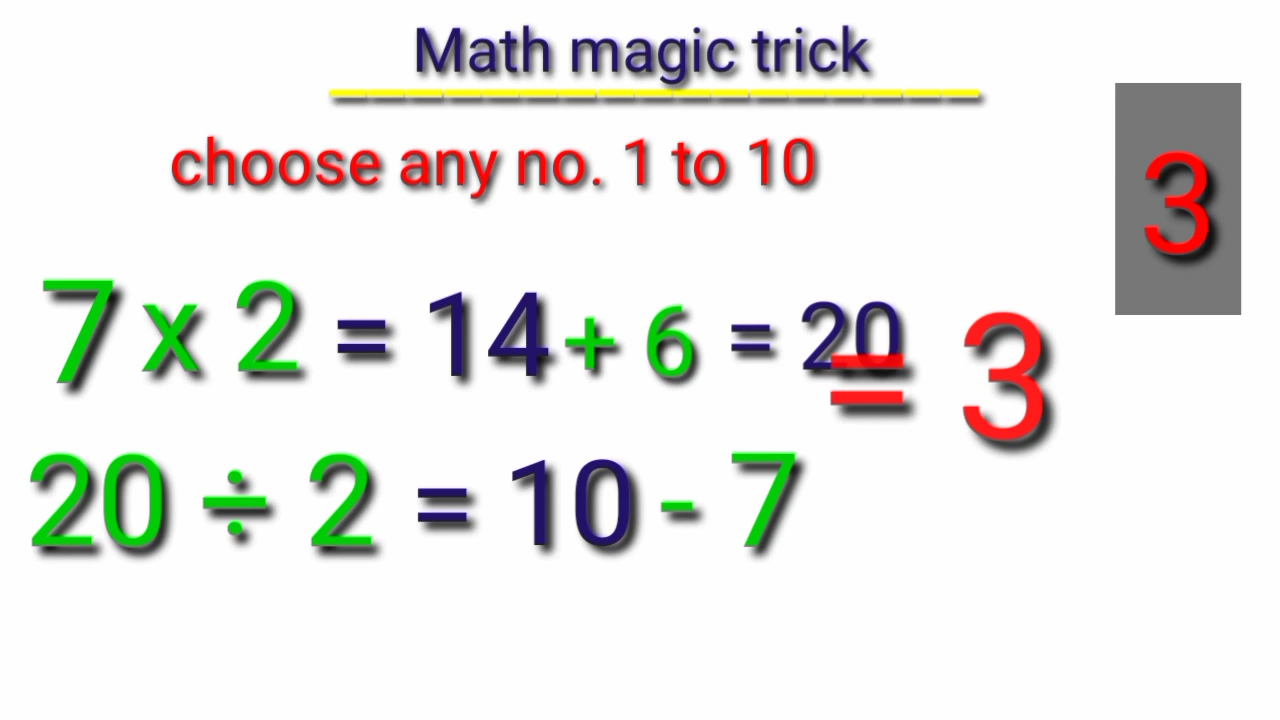 Math magic trick
choose any no. 1 to 10
3
7 x 2 = 14 + 6 = 20
= 3
20 ÷ 2 = 10 - 7